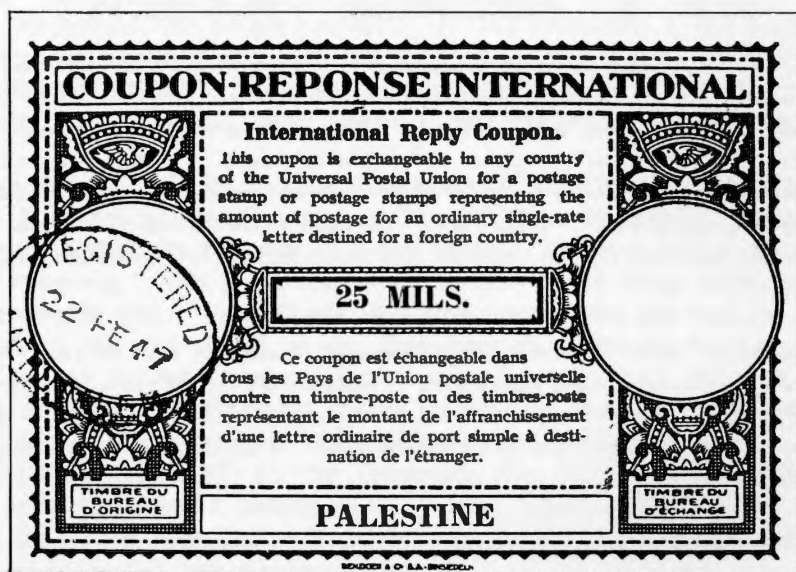 COUPON-REPONSE INTERNATIONAL
International Reply Coupon.
This coupon is exchangeable in any country
of the Universal Postal Union for a postage
stamp or postage stamps representing the
amount of postage for an ordinary single-rate
letter destined for a foreign country.
REGISTERED
22 FE 47
25 MILS.
Ce coupon est échangeable dans
tous les Pays de l'Union postale universelle
contre un timbre-poste ou des timbres-poste
représentant le montant de l'affranchissement
d'une lettre ordinaire de port simple à desti-
nation de l'étranger.
TIMBRE DU
BUREAU
D'ORIGINE
PALESTINE
TIMBRE DU
BUREAU
D'ÉCHANGE